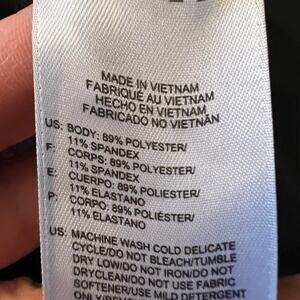 MADE IN VIETNAM
FABRIQUÉ AU VIETNAM
HECHO EN VIETNAM
FABRICADO NO VIETNÃN
US: BODY: 89% POLYESTER/
11% SPANDEX
F: CORPS: 89% POLYESTER/
11% SPANDEX
E: CUERPO: 89% POLIESTER/
11% ELASTANO
P: CORPO: 89% POLIÉSTER/
11% ELASTANO
US: MACHINE WASH COLD DELICATE
CYCLE/DO NOT BLEACH/TUMBLE
DRY LOW/DO NOT IRON/DO NOT
DRYCLEAN/DO NOT USE FABRIC
SOFTENER/USE MILD DETERGENT